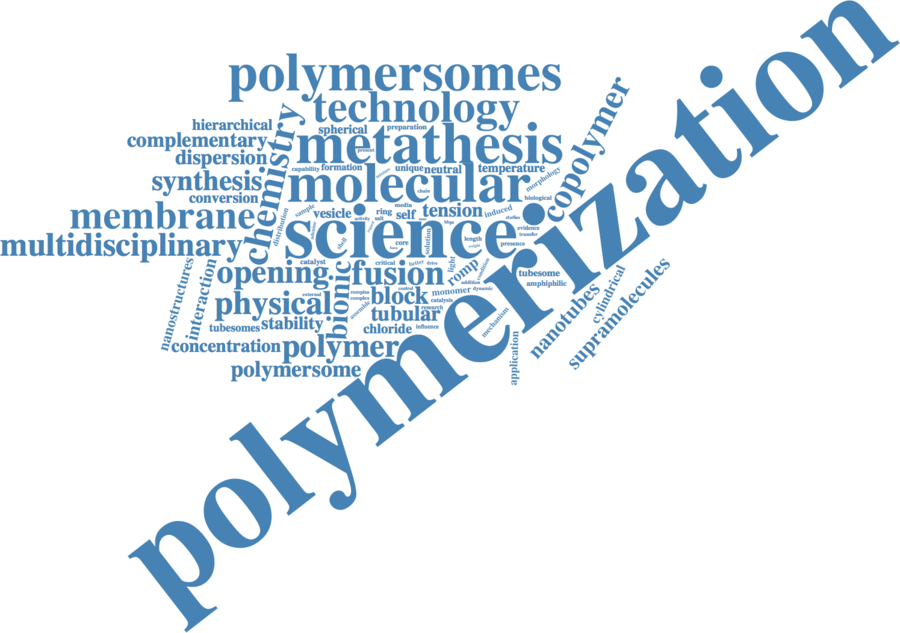 polymerization
polymersomes
technology
hierarchical
spherical
preparation
complementary
metathesis
dispersion
chemistry
present
capability
formation
unique
neutral
temperature
copolymer
synthesis
molecular
morphology
conversion
chain
biological
membrane
distribution
sample
vesicle
ring
salt
media
self
tension
induced
evidence
transfer
science
multidisciplinary
shell
core
solution
length
presence
opening
catalyst
critical
better
drive
fusion
light
romp
addition
condition
tubesome
amphiphilic
nanostructures
interaction
physical
external
bionic
complex
assemble
control
block
monomer
dynamic
catalysis
research
tubular
tubesomes
stability
chloride
influence
mechanism
nanotubes
cylindrical
supramolecules
concentration
polymer
polymersome
application